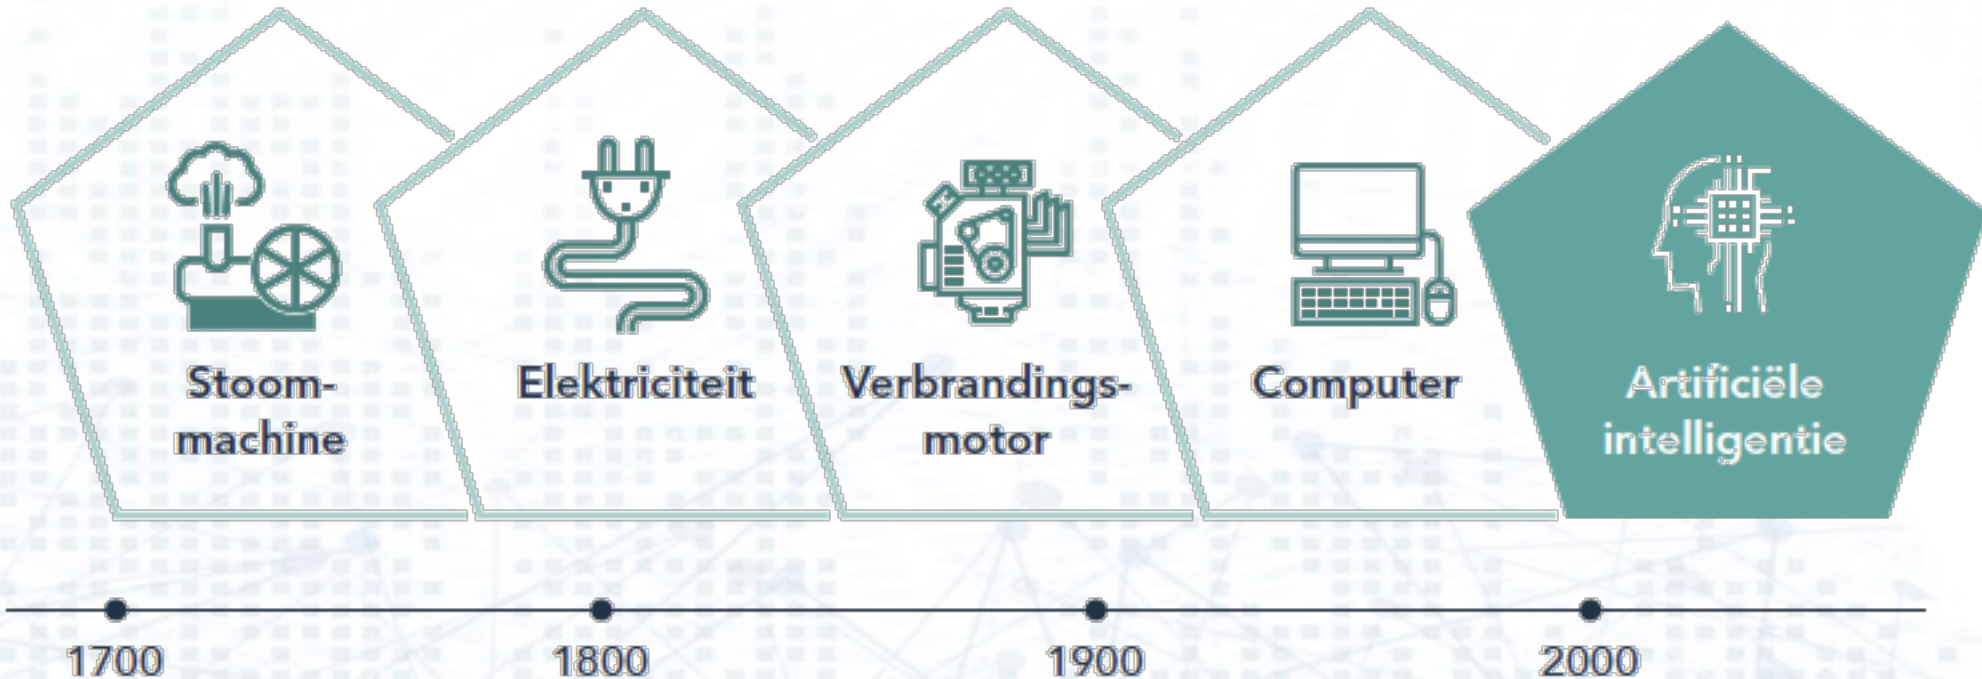 Stoom-
machine
Elektriciteit
Verbrandings-
motor
Computer
Artificiële
intelligentie
1700
1800
1900
2000